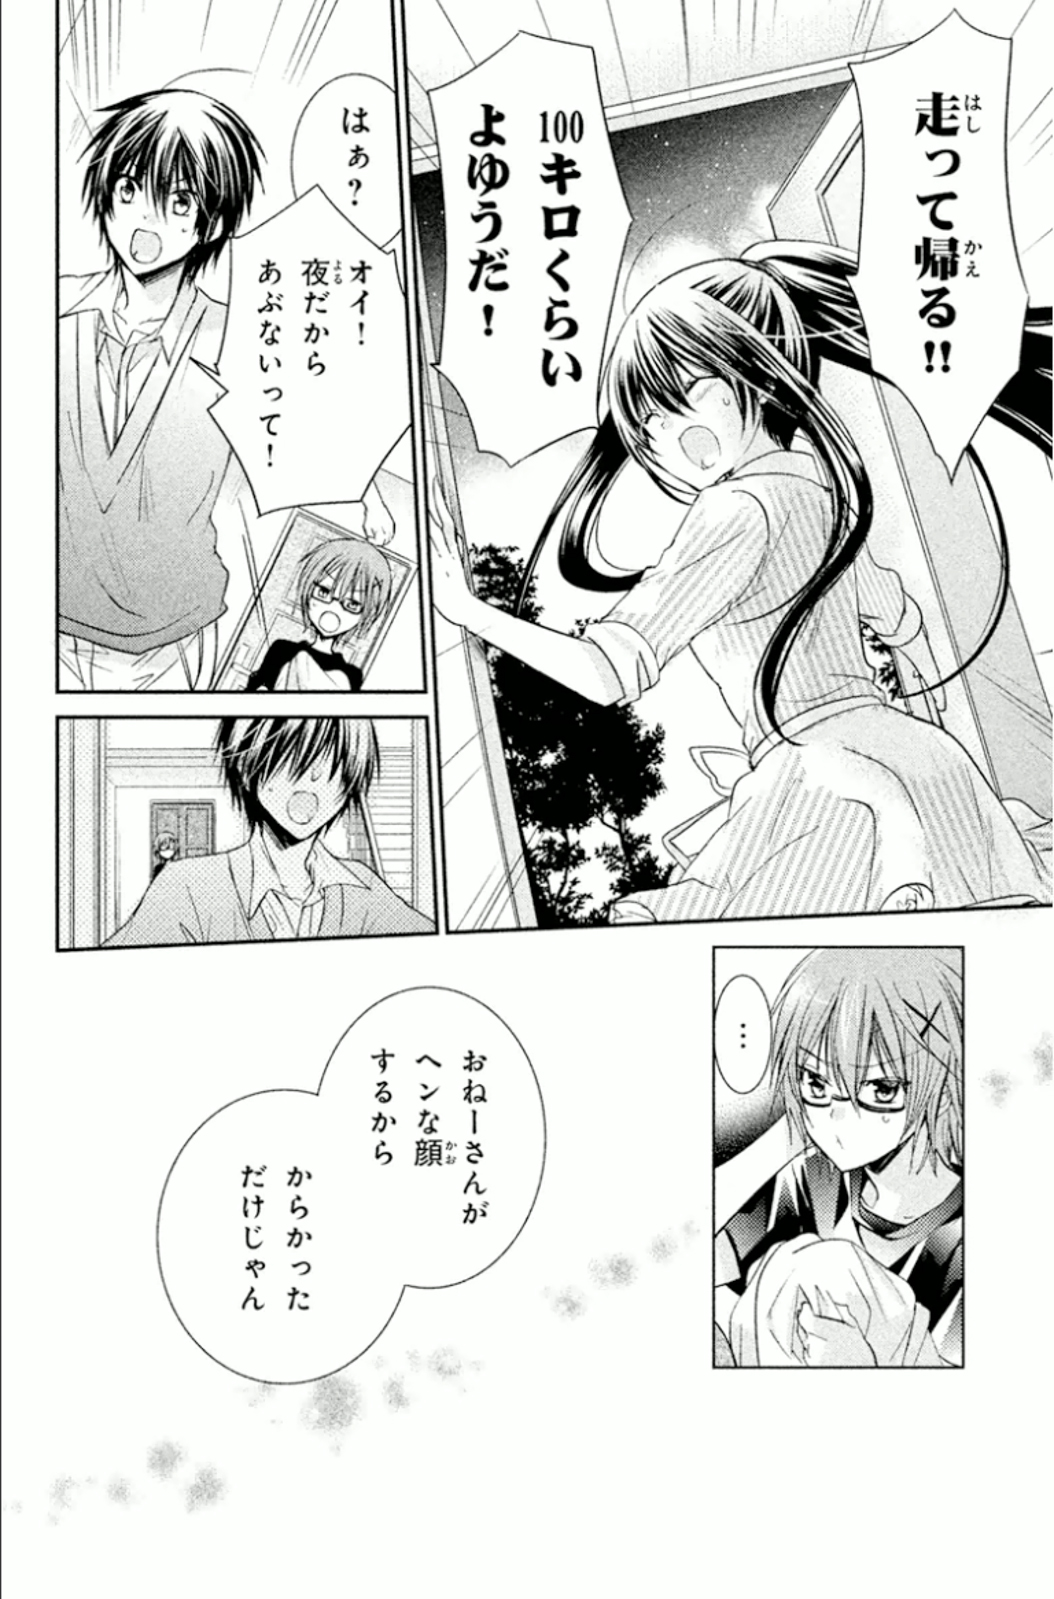 走って帰る!!
100キロくらい
よゆうだ!
はぁ?
オイ!
夜だから
あぶないって!
…
おねーさんが
ヘンな顔
するから
からかった
だけじゃん